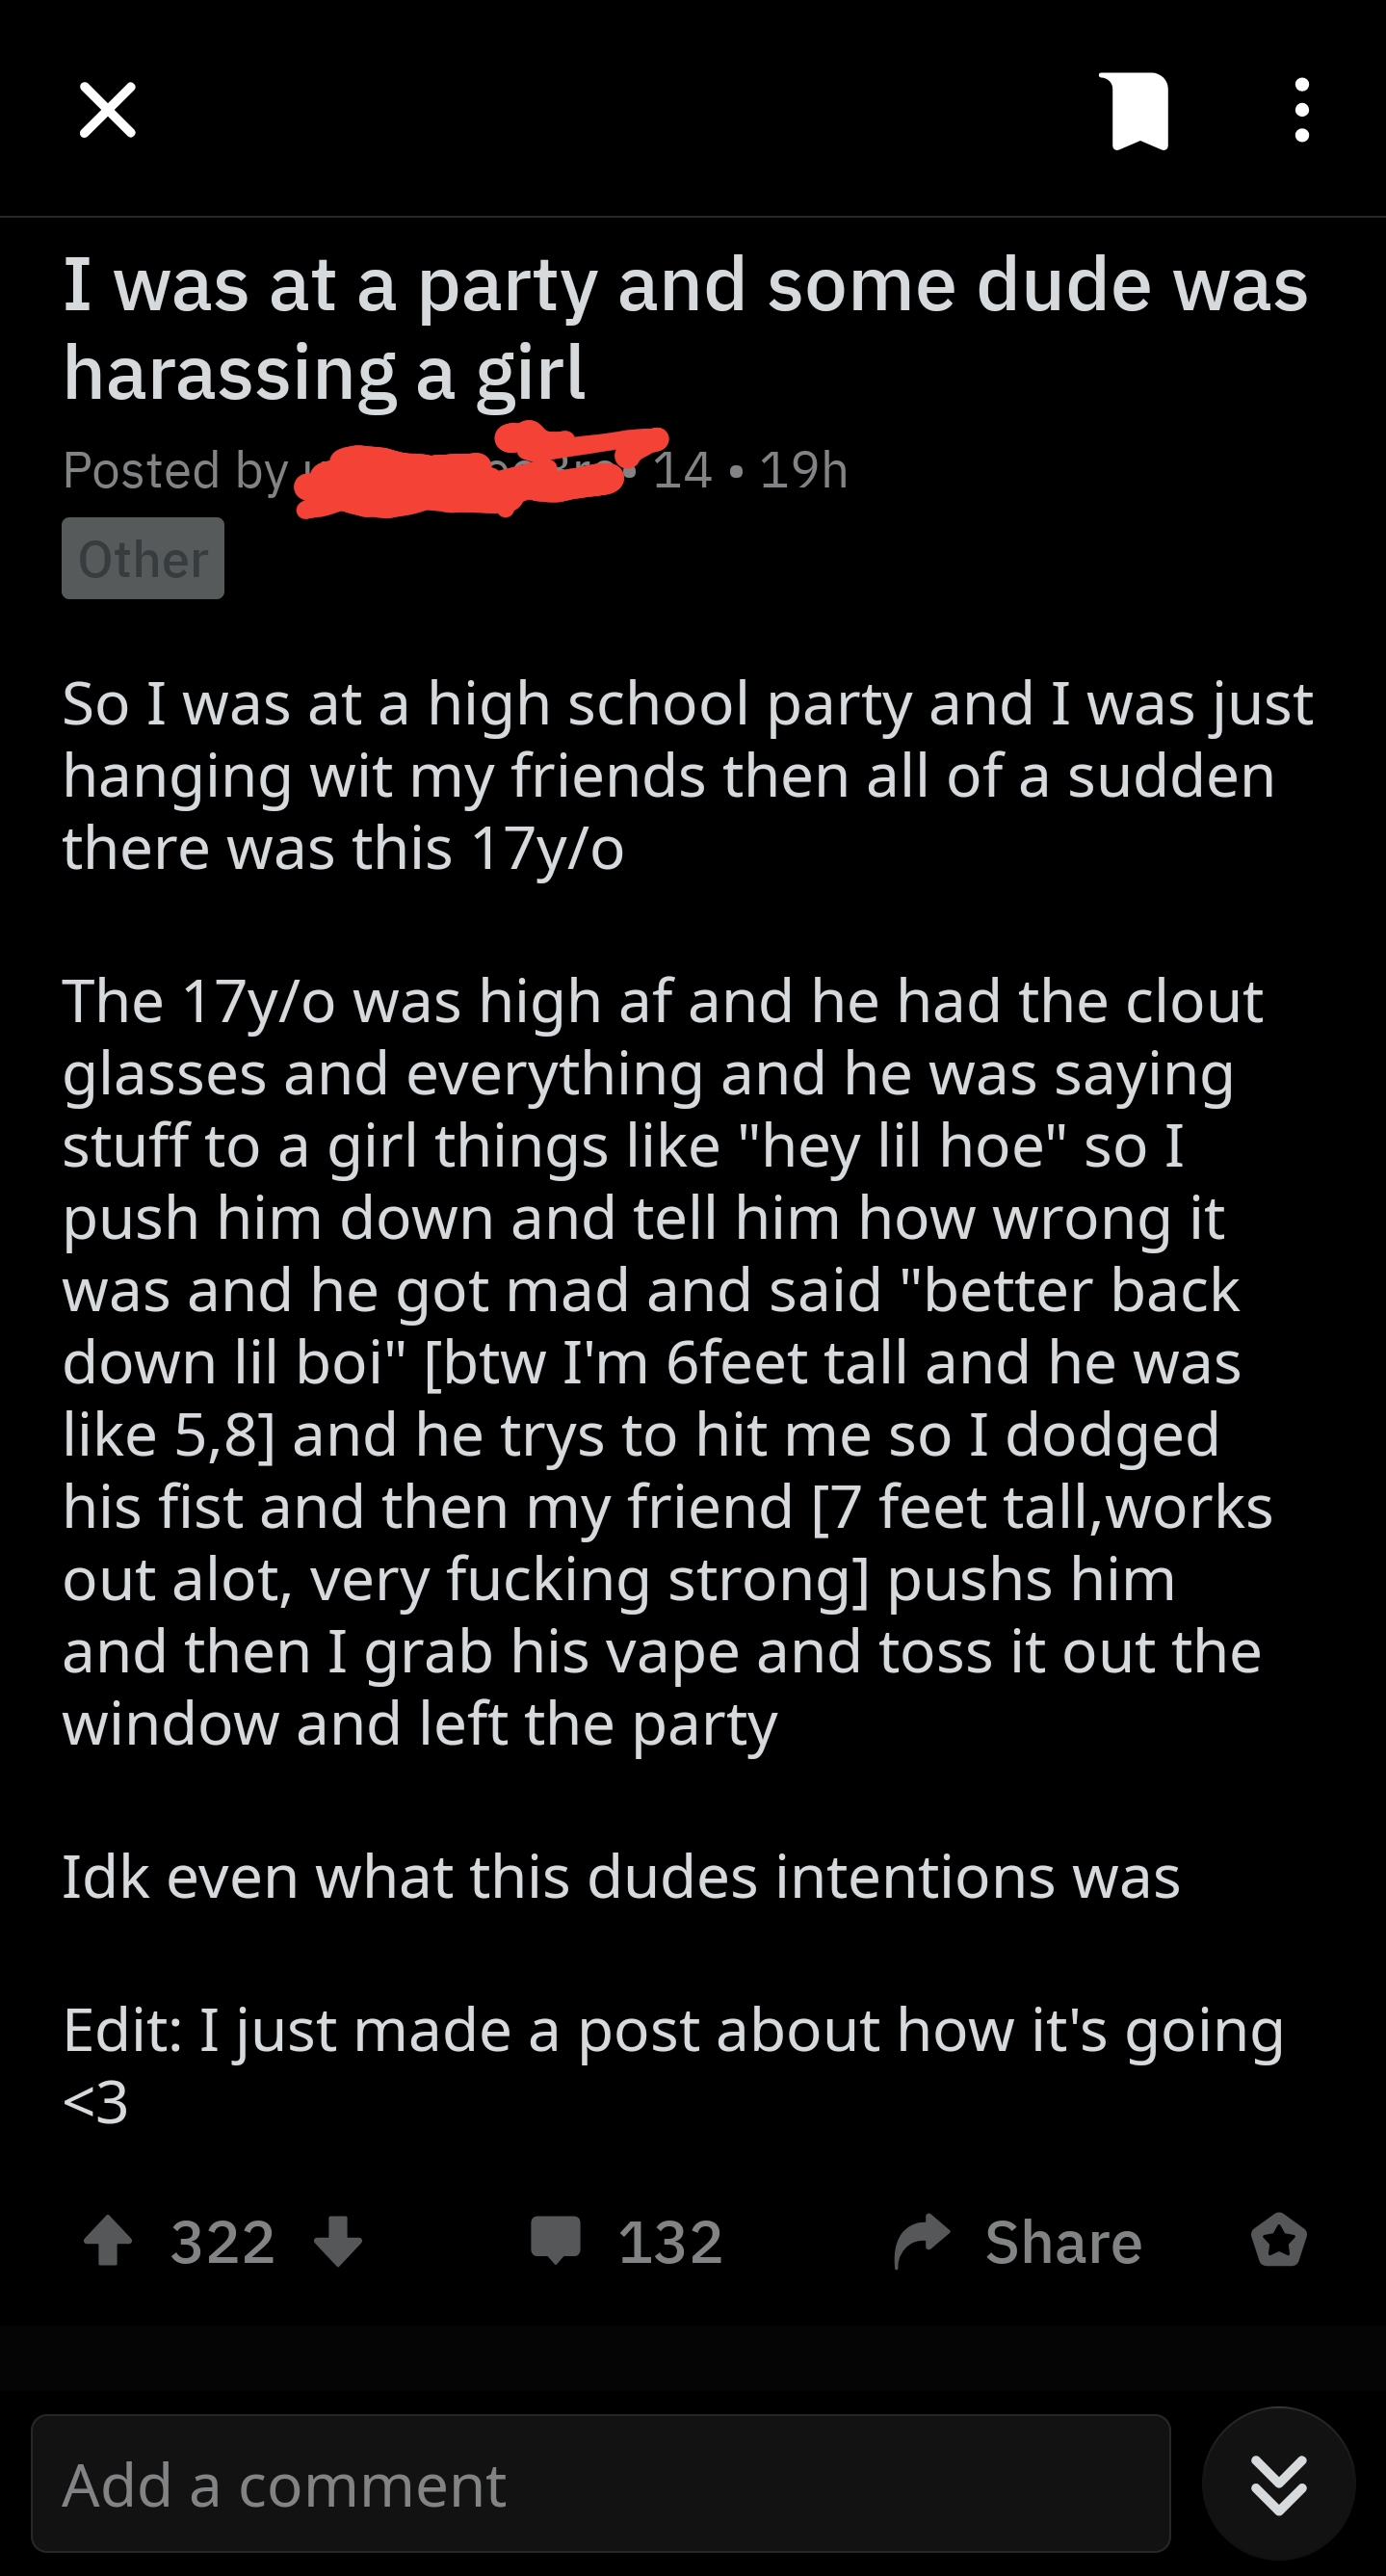 I was at a party and some dude was
harassing a girl
Posted by • 14 • 19h
Other
So I was at a high school party and I was just
hanging wit my friends then all of a sudden
there was this 17y/o
The 17y/o was high af and he had the clout
glasses and everything and he was saying
stuff to a girl things like "hey lil hoe" so I
push him down and tell him how wrong it
was and he got mad and said "better back
down lil boi" [btw I'm 6feet tall and he was
like 5,8] and he trys to hit me so I dodged
his fist and then my friend [7 feet tall,works
out alot, very fucking strong] pushs him
and then I grab his vape and toss it out the
window and left the party
Idk even what this dudes intentions was
Edit: I just made a post about how it's going
<3
322
132
Share
Add a comment